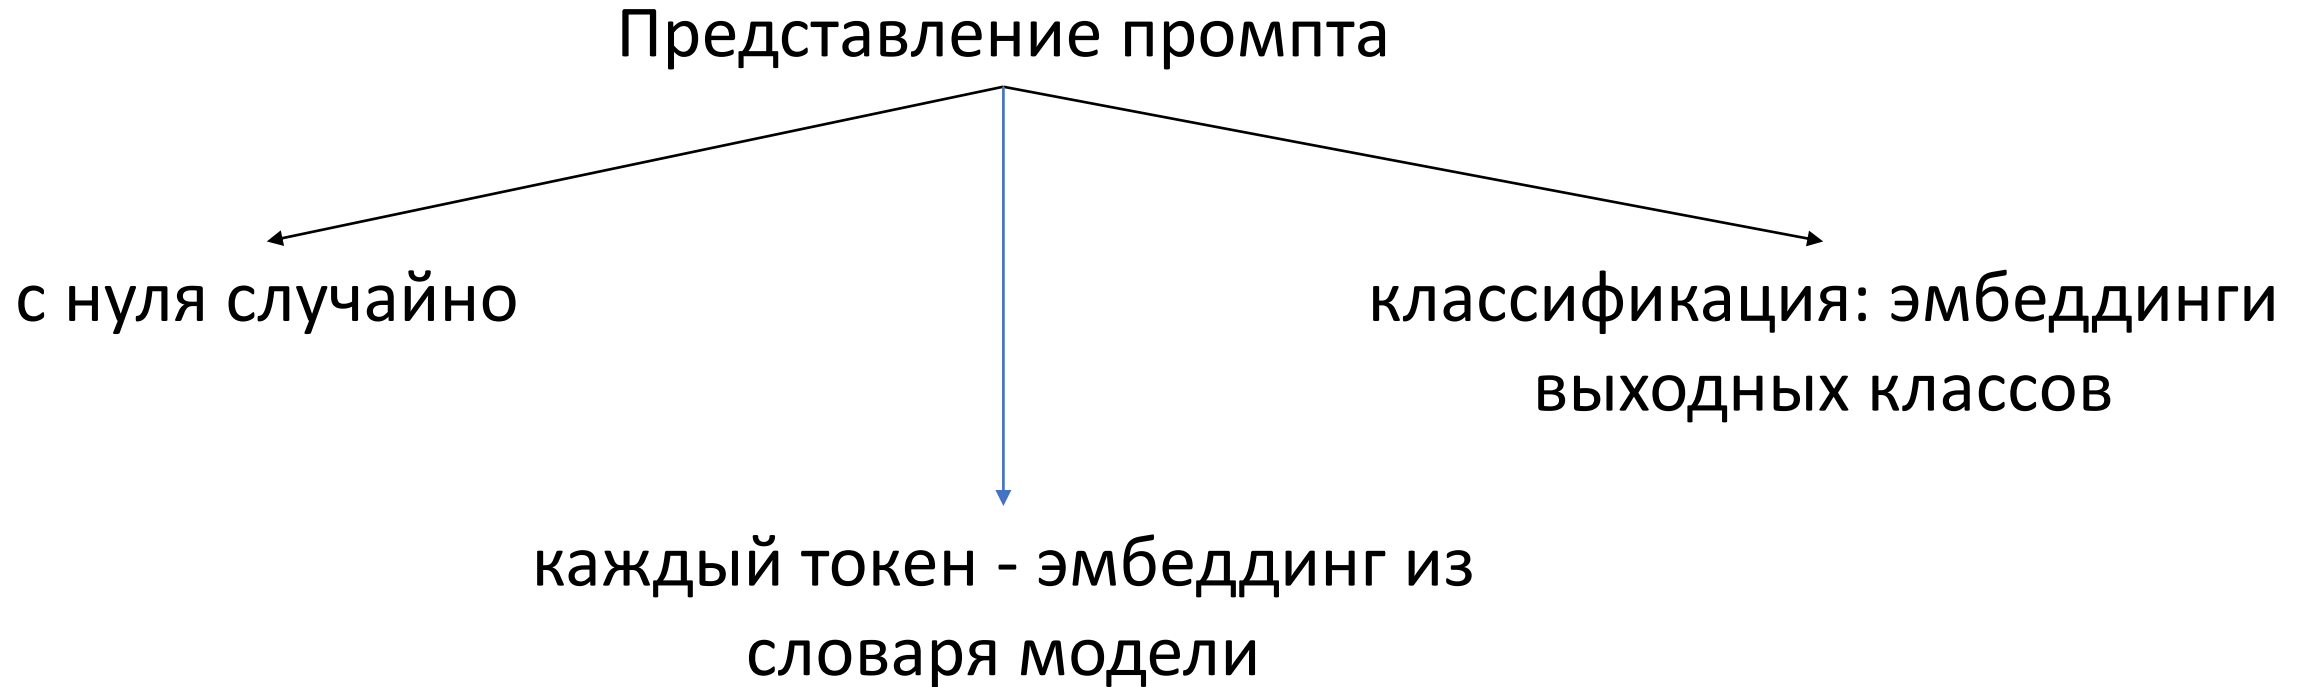 Представление промпта
с нуля случайно
классификация: эмбеддинги
выходных классов
каждый токен - эмбеддинг из
словаря модели